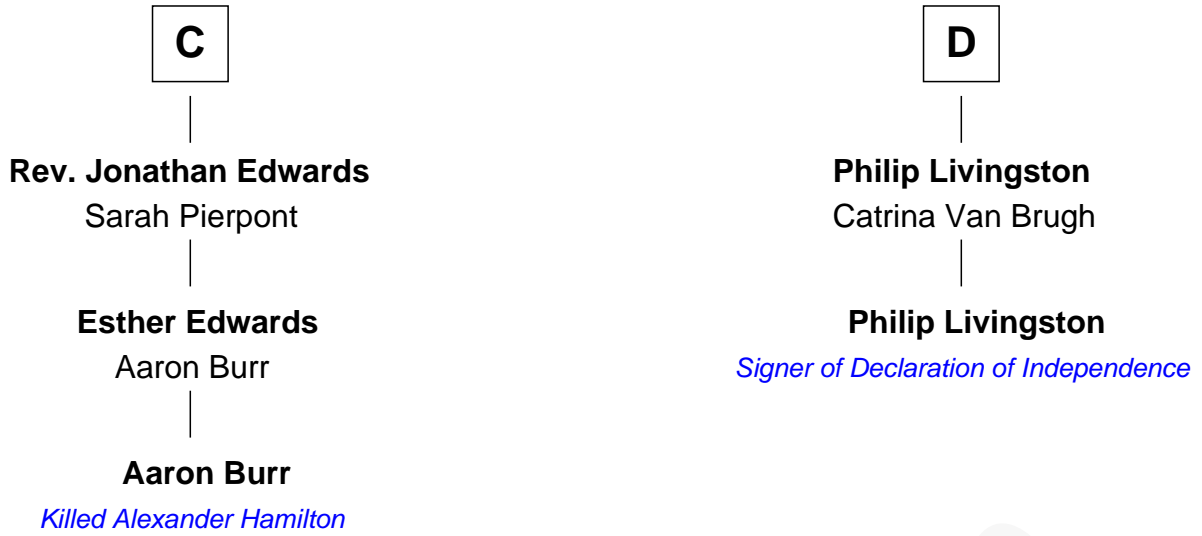 C
Rev. Jonathan Edwards
Sarah Pierpont
Esther Edwards
Aaron Burr
Aaron Burr
Killed Alexander Hamilton
D
Philip Livingston
Catrina Van Brugh
Philip Livingston
Signer of Declaration of Independence